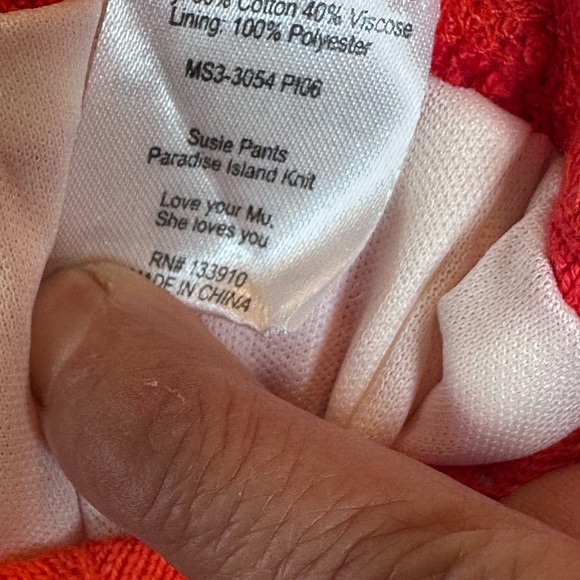 Cotton 40% Viscose
Lining: 100% Polyester
MS3-3054 PI06
Susie Pants
Paradise Island Knit
Love your Mu,
She loves you
RN# 133910
MADE IN CHINA